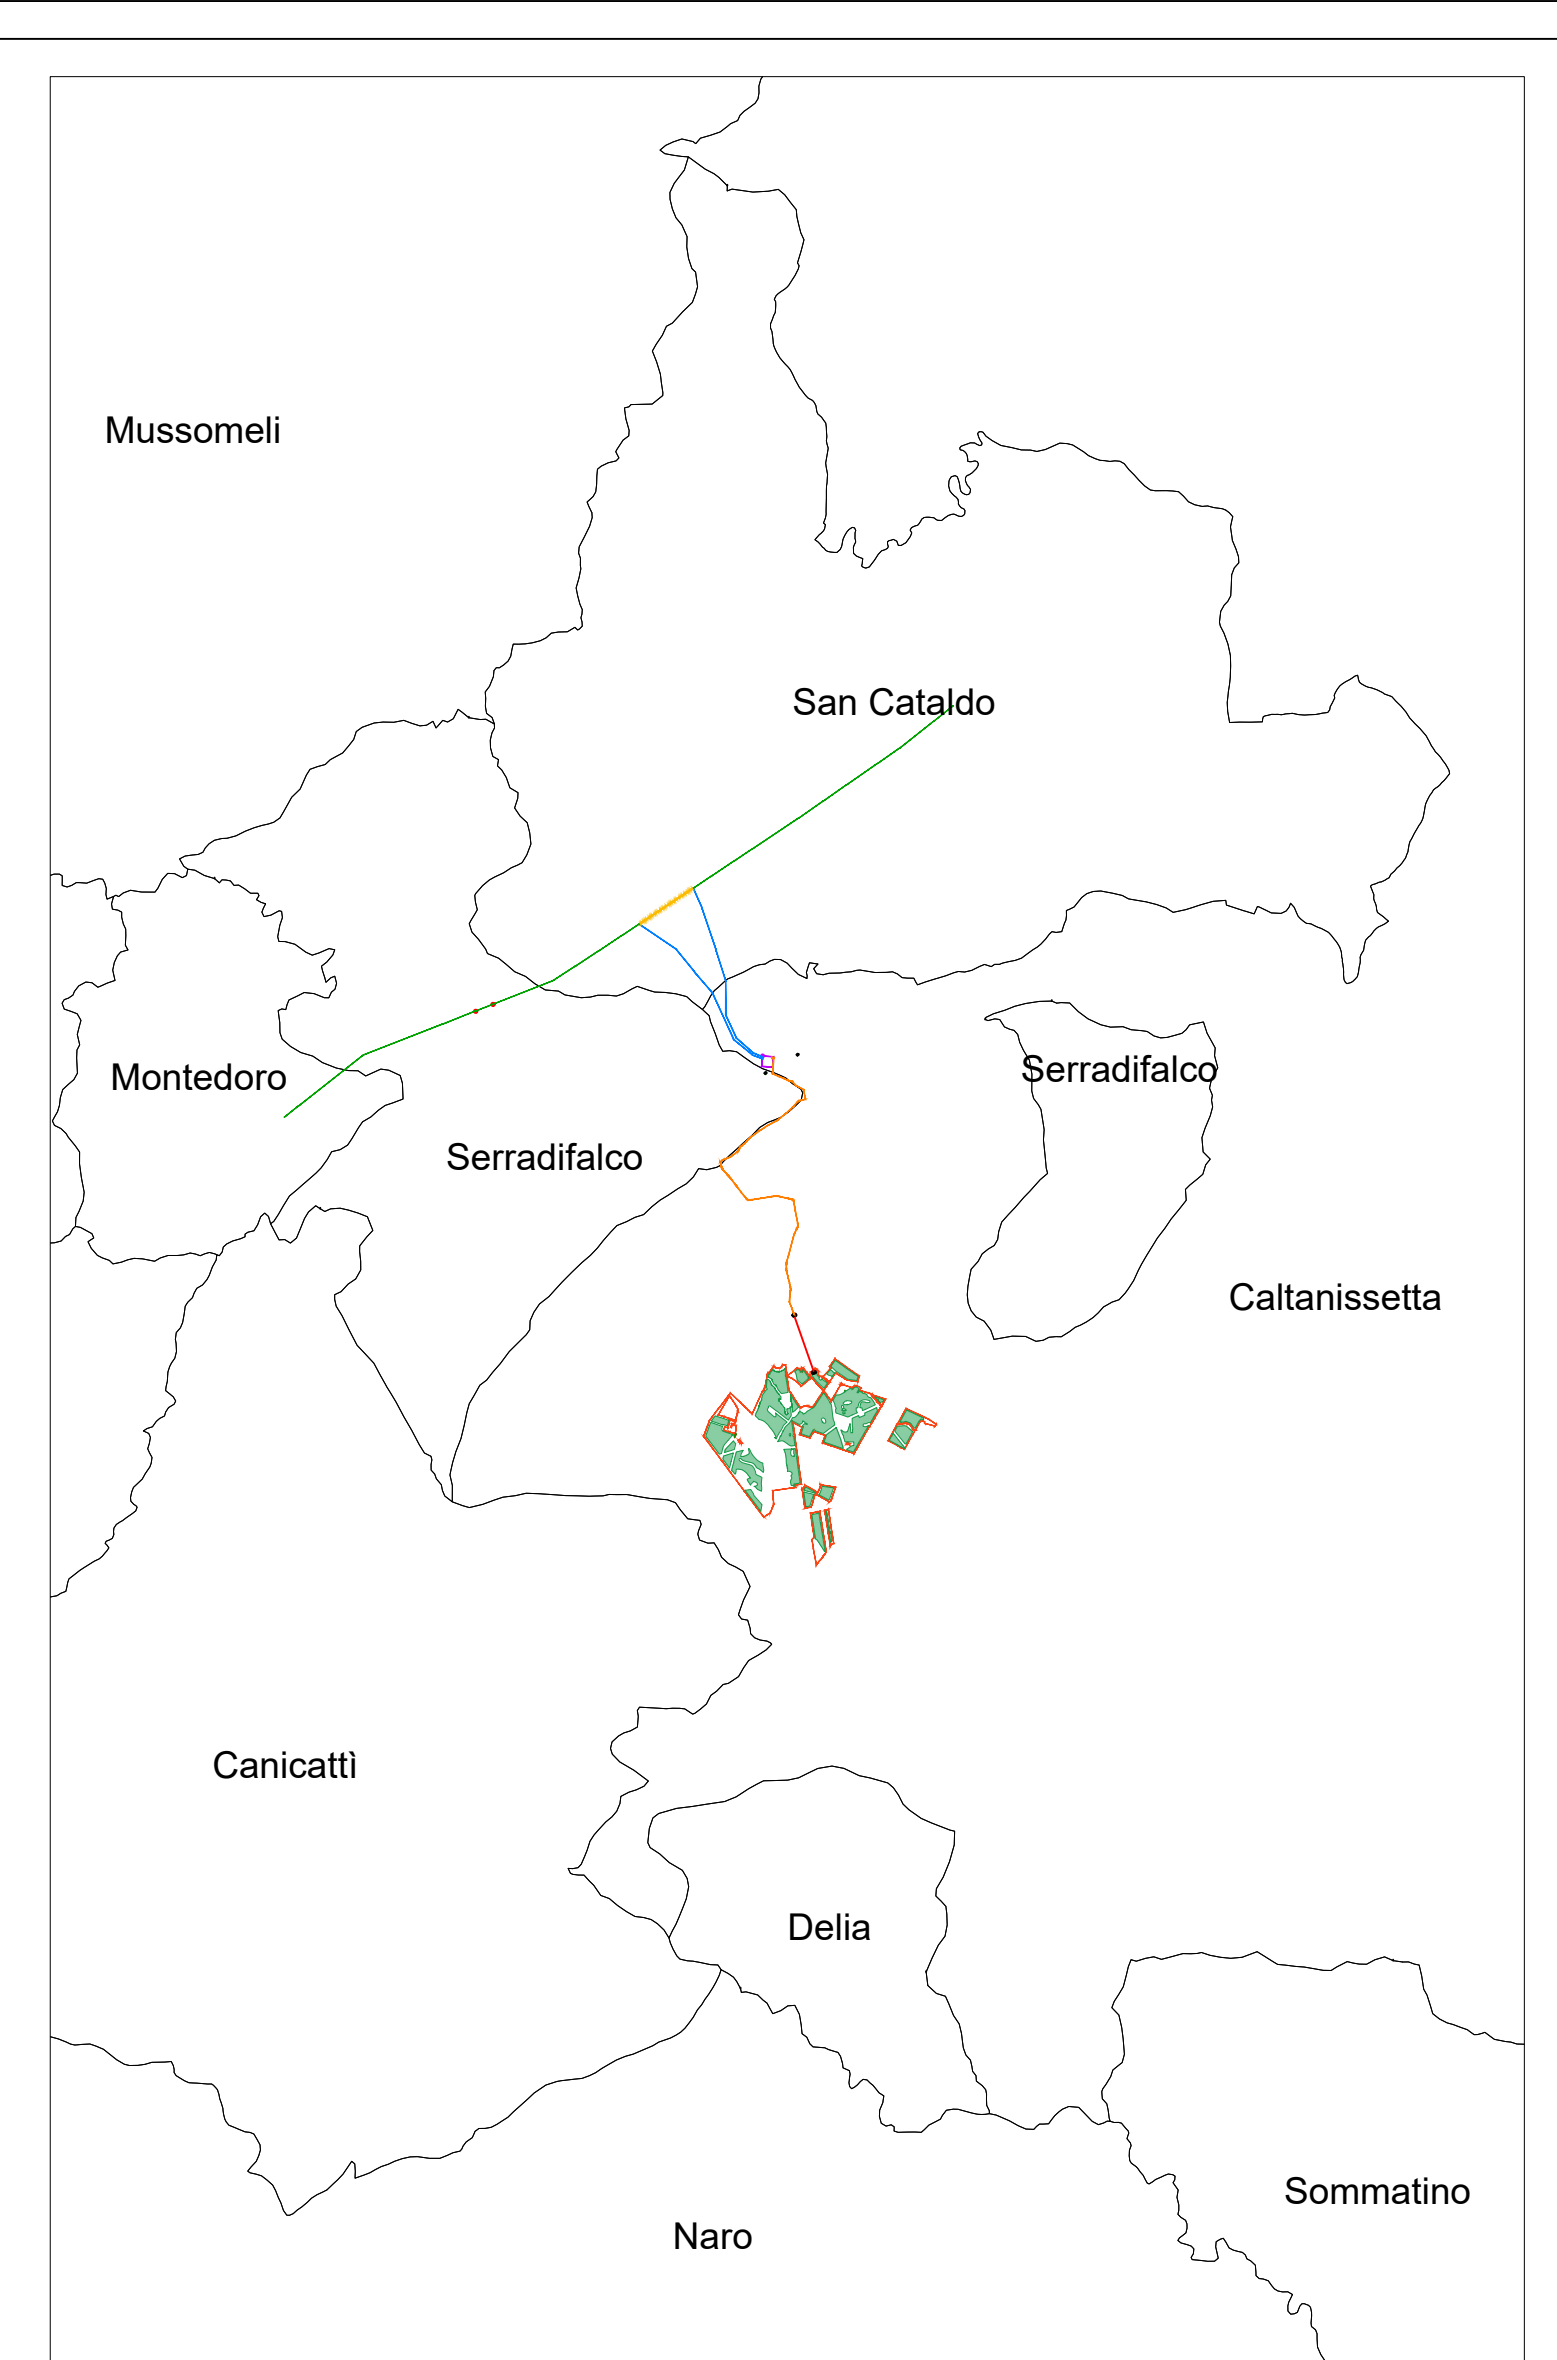 Mussomeli
San Cataldo
Serradifalco
Montedoro
Serradifalco
Caltanissetta
Canicattì
Delia
Sommatino
Naro